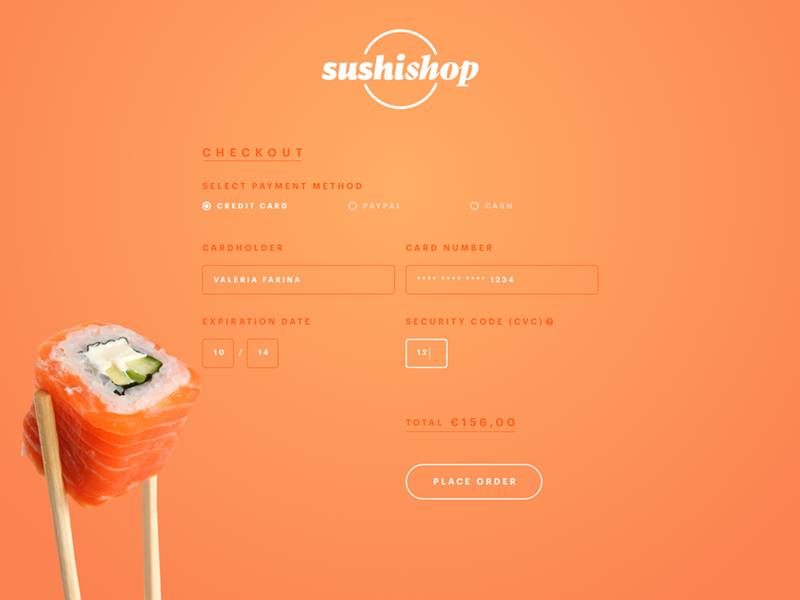 sushishop
CHECKOUT
SELECT PAYMENT METHOD
CREDIT CARD PAYPAL CASH
CARDHOLDER CARD NUMBER
VALERIA FARINA **** **** **** 1234
EXPIRATION DATE SECURITY CODE (CVC) ?
10 / 14 12
TOTAL €156,00
PLACE ORDER